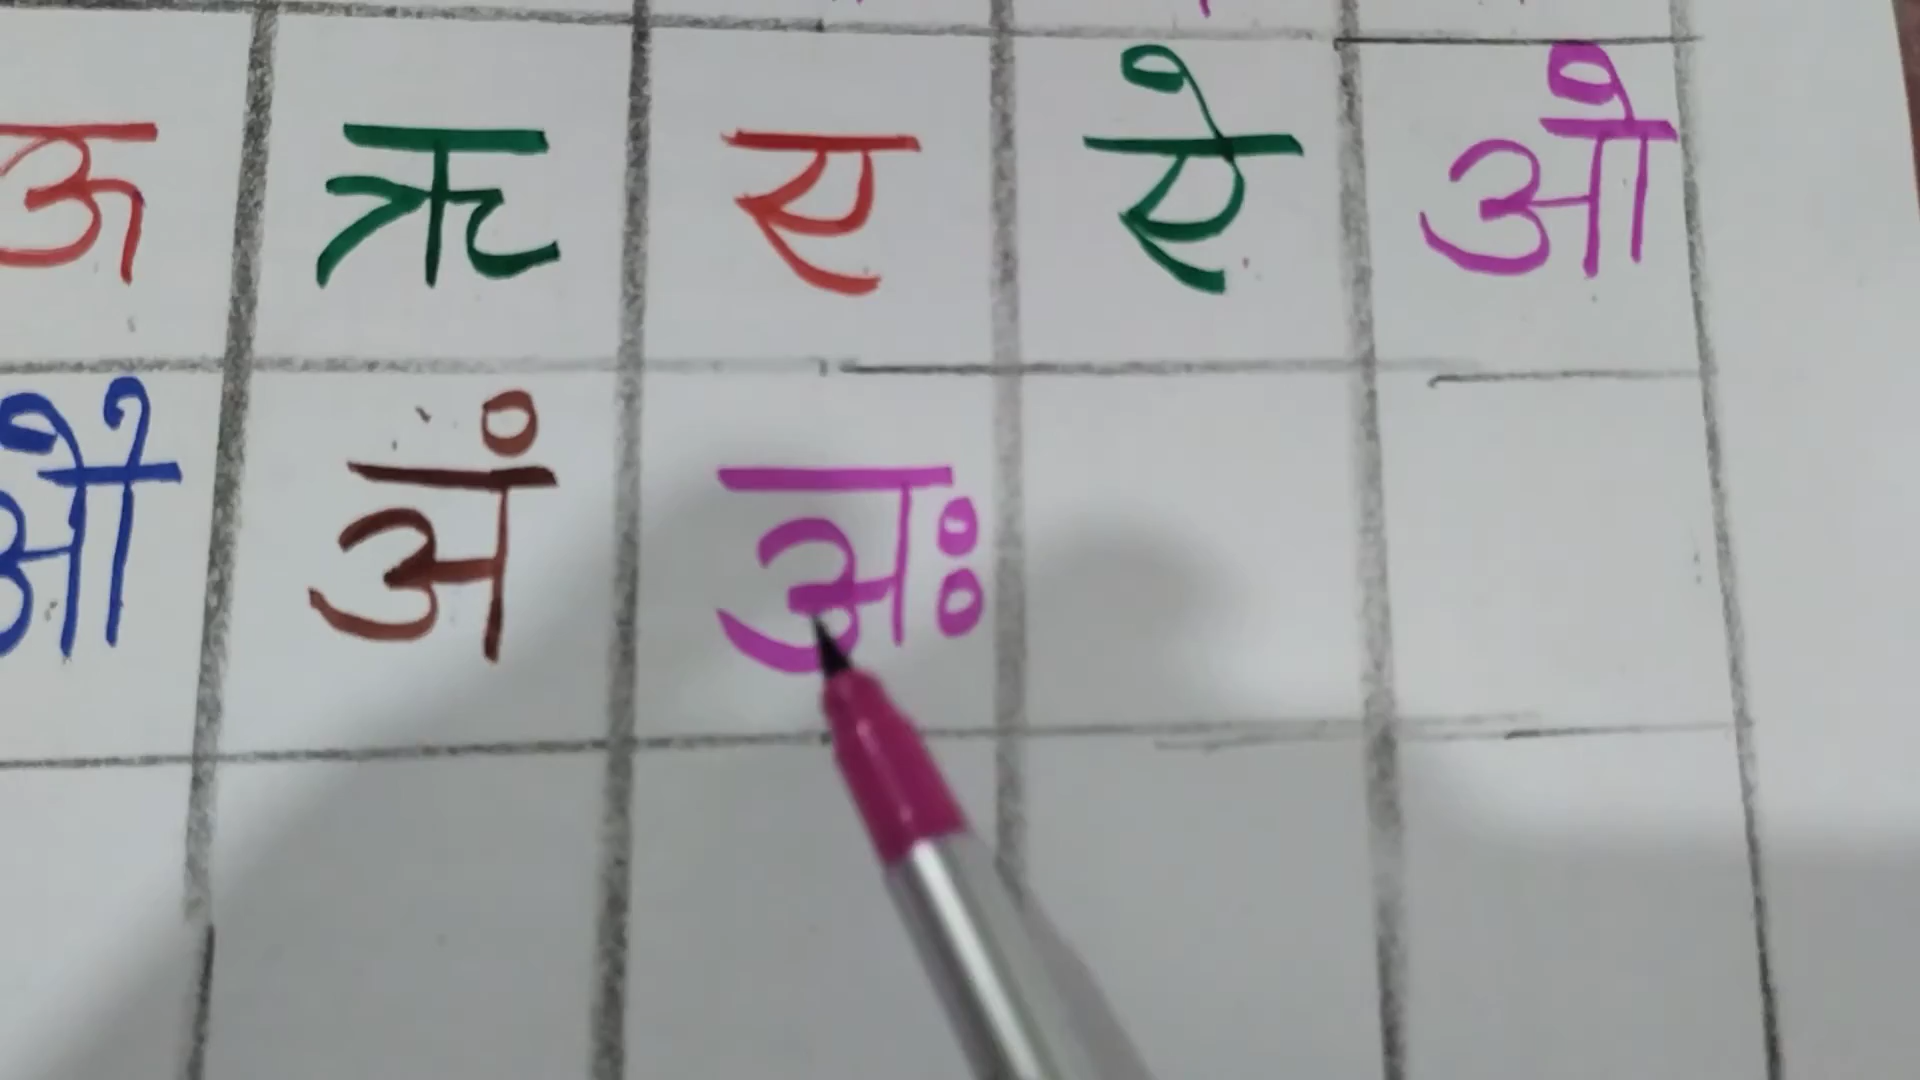 ऊ ऋ ए ऐ ओ
औ अं अः